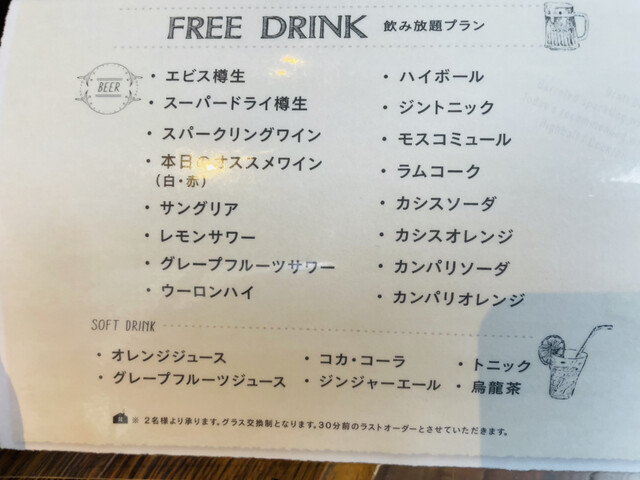 FREE DRINK 飲み放題プラン
BEER
・エビス樽生
・スーパードライ樽生
・スパークリングワイン
・本日のオススメワイン
（白・赤）
・サングリア
・レモンサワー
・グレープフルーツサワー
・ウーロンハイ
・ハイボール
・ジントニック
・モスコミュール
・ラムコーク
・カシスソーダ
・カシスオレンジ
・カンパリソーダ
・カンパリオレンジ
SOFT DRINK
・オレンジジュース
・グレープフルーツジュース
・コカ・コーラ
・ジンジャーエール
・トニック
・烏龍茶
※ 2名様より承ります。グラス交換制となります。30分前のラストオーダーとさせていただきます。